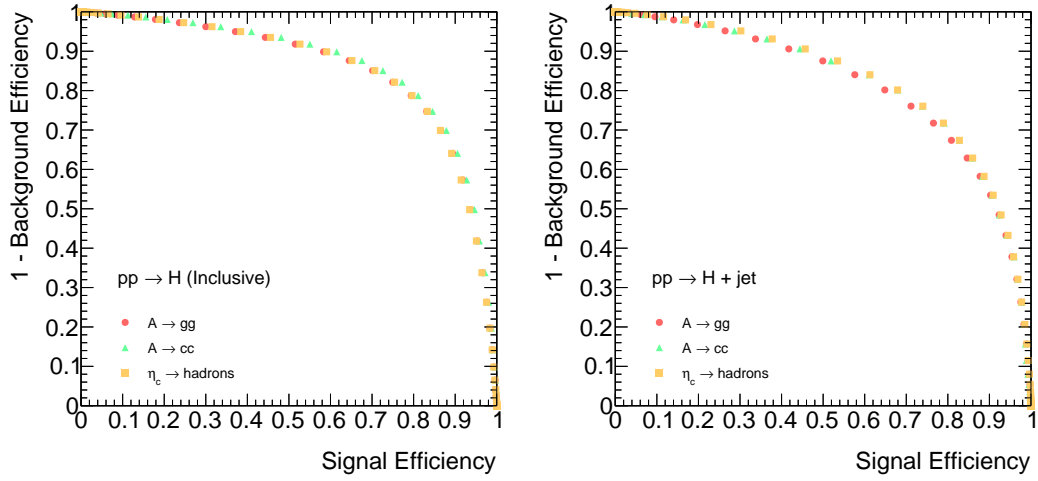 1
0.9
0.8
0.7
0.6
0.5
0.4
0.3
0.2
0.1
0
1 - Background Efficiency
pp → H (Inclusive)
A → gg
A → cc
η_c → hadrons
0 0.1 0.2 0.3 0.4 0.5 0.6 0.7 0.8 0.9 1
Signal Efficiency
1
0.9
0.8
0.7
0.6
0.5
0.4
0.3
0.2
0.1
0
1 - Background Efficiency
pp → H + jet
A → gg
A → cc
η_c → hadrons
0 0.1 0.2 0.3 0.4 0.5 0.6 0.7 0.8 0.9 1
Signal Efficiency